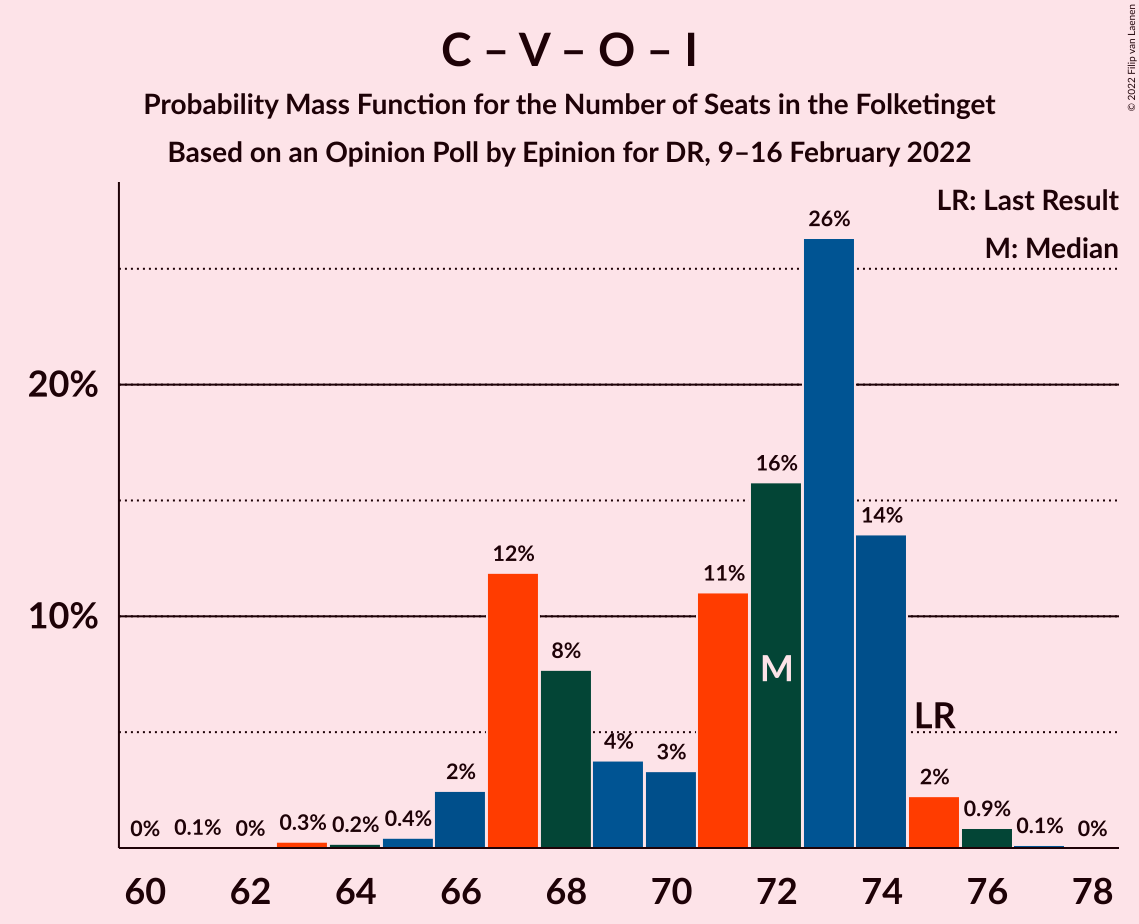 C – V – O – I
Probability Mass Function for the Number of Seats in the Folketinget
Based on an Opinion Poll by Epinion for DR, 9–16 February 2022
© 2022 Filip van Laenen
LR: Last Result
M: Median
20%
10%
0%
0.1%
0%
0.3%
0.2%
0.4%
2%
12%
8%
4%
3%
11%
16%
26%
14%
2%
0.9%
0.1%
0%
M
LR
60 62 64 66 68 70 72 74 76 78